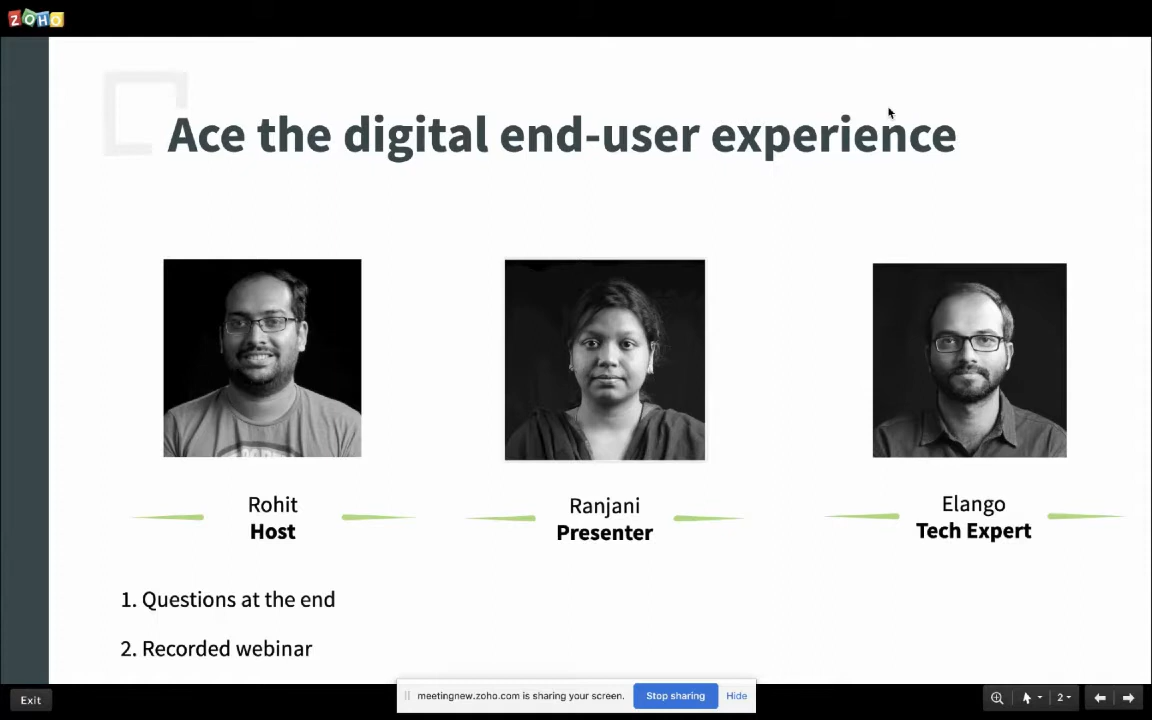 ZOHO
Ace the digital end-user experience
Rohit
Host
Ranjani
Presenter
Elango
Tech Expert
1. Questions at the end
2. Recorded webinar
Exit
meetingnew.zoho.com is sharing your screen.
Stop sharing
Hide
2